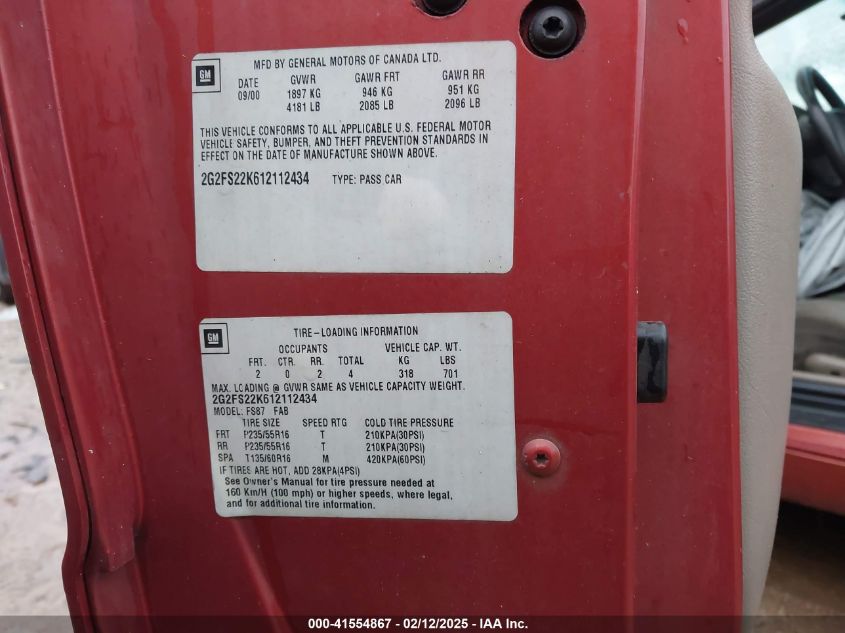 MFD BY GENERAL MOTORS OF CANADA LTD.
GM
DATE GVWR GAWR FRT GAWR RR
09/00 1897 KG 946 KG 951 KG
4181 LB 2085 LB 2096 LB
THIS VEHICLE CONFORMS TO ALL APPLICABLE U.S. FEDERAL MOTOR
VEHICLE SAFETY, BUMPER, AND THEFT PREVENTION STANDARDS IN
EFFECT ON THE DATE OF MANUFACTURE SHOWN ABOVE.
2G2FS22K612112434 TYPE: PASS CAR
GM
TIRE-LOADING INFORMATION
OCCUPANTS VEHICLE CAP. WT.
FRT. CTR. RR. TOTAL KG LBS
2 0 2 4 318 701
MAX. LOADING @ GVWR SAME AS VEHICLE CAPACITY WEIGHT.
2G2FS22K612112434
MODEL: FS87 FAB
TIRE SIZE SPEED RTG COLD TIRE PRESSURE
FRT P235/55R16 T 210KPA(30PSI)
RR P235/55R16 T 210KPA(30PSI)
SPA T135/60R16 M 420KPA(60PSI)
IF TIRES ARE HOT, ADD 28KPA(4PSI)
See Owner's Manual for tire pressure needed at
160 Km/H (100 mph) or higher speeds, where legal,
and for additional tire information.
000-41554867 - 02/12/2025 - IAA Inc.